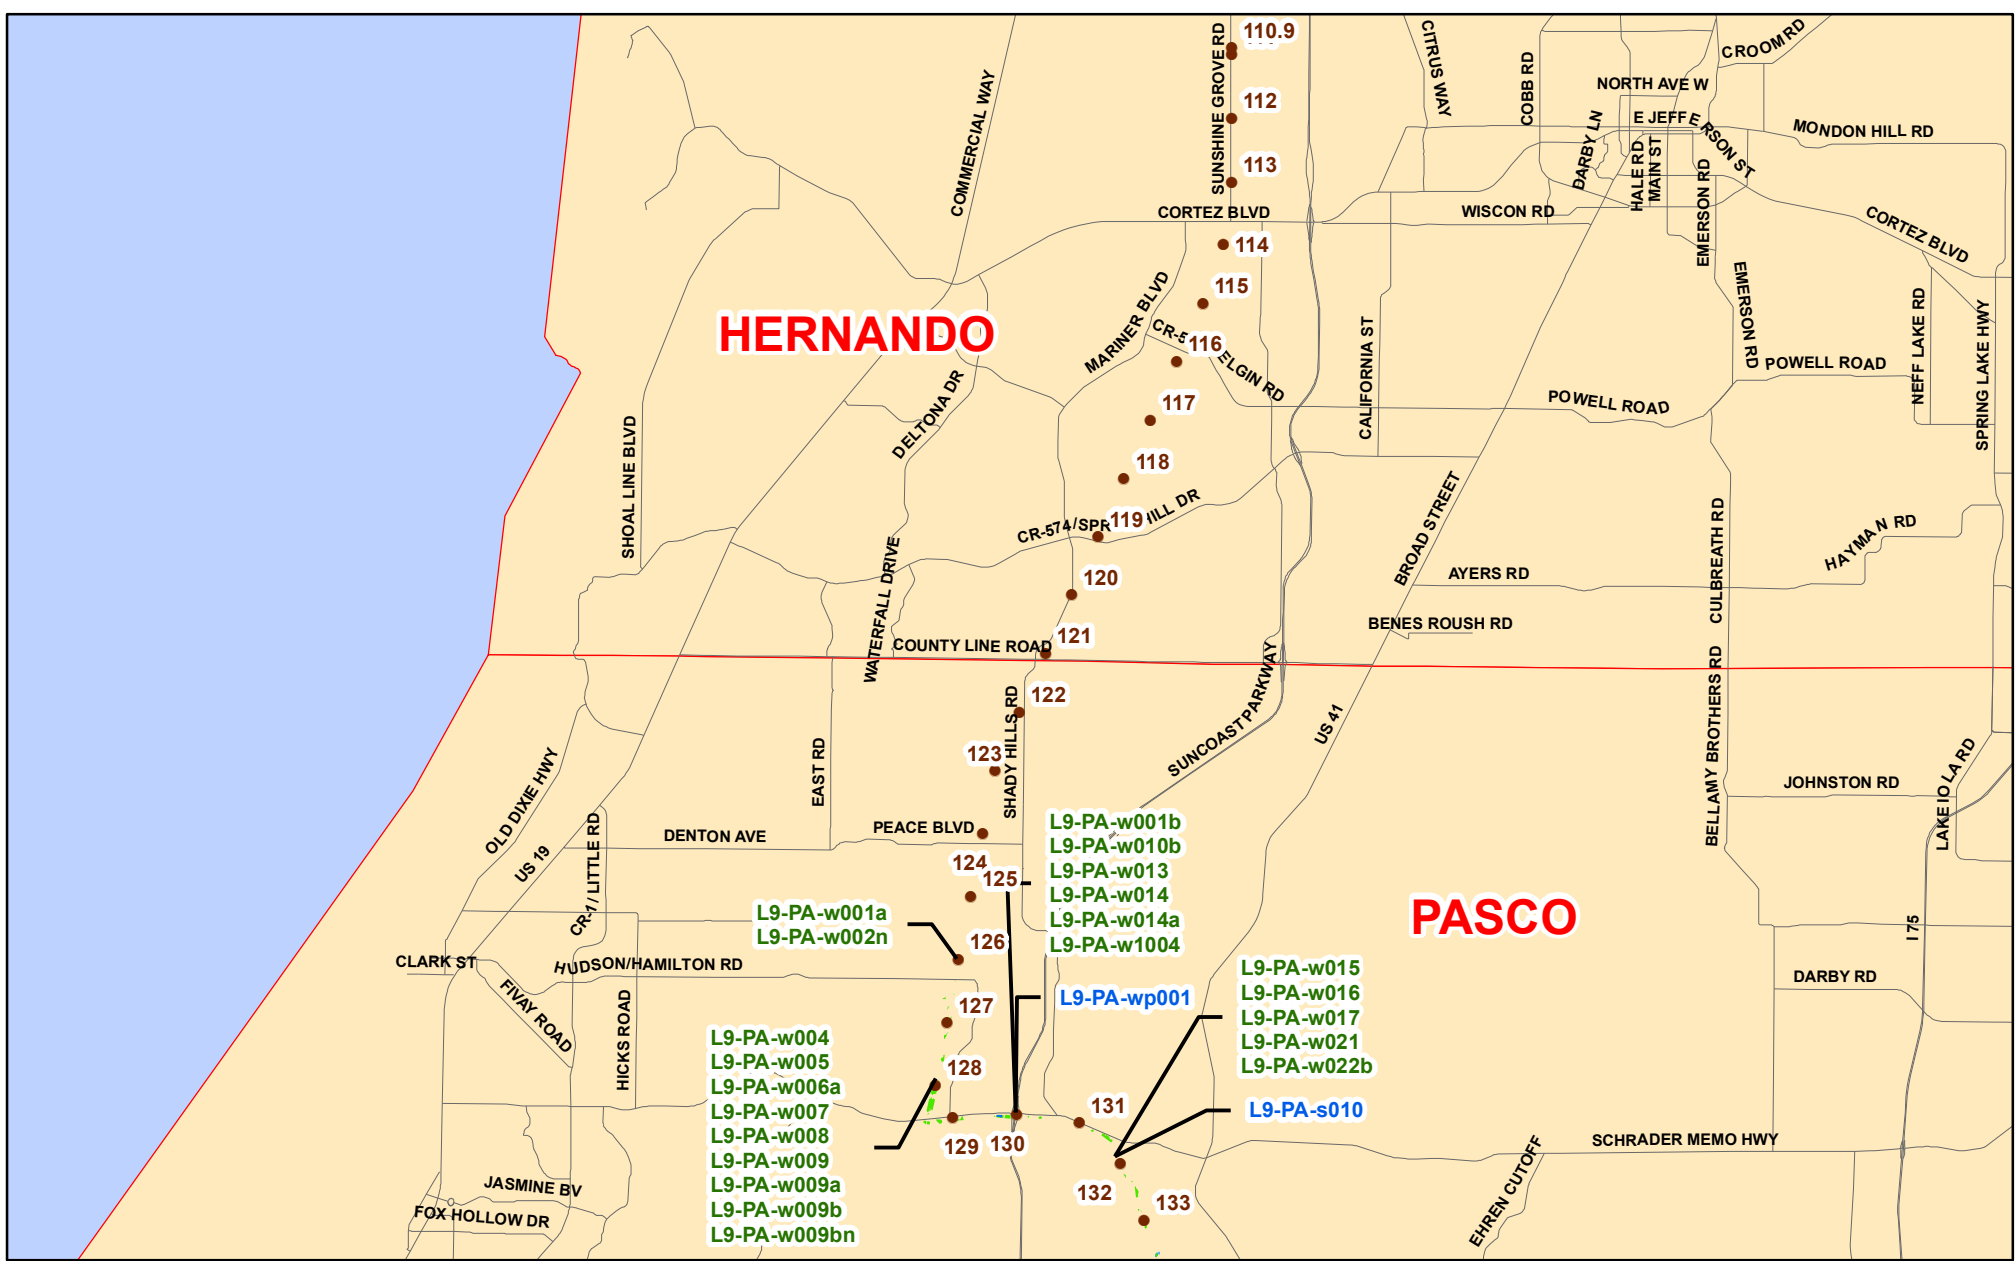 110.9
CROOM RD
SUNSHINE GROVE RD
CITRUS WAY
COBB RD
NORTH AVE W
COMMERCIAL WAY
112
E JEFFERSON ST
MONDON HILL RD
DARBY LN
HALE RD
MAIN ST
EMERSON RD
113
CORTEZ BLVD
WISCON RD
CORTEZ BLVD
114
MARINER BLVD
115
EMERSON RD
NEFF LAKE RD
SPRING LAKE HWY
HERNANDO
CR-5
116
ELGIN RD
CALIFORNIA ST
POWELL ROAD
POWELL ROAD
DELTONA DR
117
SHOAL LINE BLVD
118
BROAD STREET
CR-574/SPR
119
HILL DR
CULBREATH RD
HAYMAN RD
WATERFALL DRIVE
120
AYERS RD
BENES ROUSH RD
COUNTY LINE ROAD
121
122
SHADY HILLS RD
SUNCOAST PARKWAY
US 41
BELLAMY BROTHERS RD
OLD DIXIE HWY
EAST RD
123
JOHNSTON RD
LAKE IOLA RD
US 19
CR-1/ LITTLE RD
DENTON AVE
PEACE BLVD
124
125
L9-PA-w001b
L9-PA-w010b
L9-PA-w013
L9-PA-w014
L9-PA-w014a
L9-PA-w1004
L9-PA-w001a
L9-PA-w002n
126
PASCO
I 75
CLARK ST
HUDSON/HAMILTON RD
FIVAY ROAD
HICKS ROAD
127
L9-PA-wp001
L9-PA-w015
L9-PA-w016
L9-PA-w017
L9-PA-w021
L9-PA-w022b
DARBY RD
L9-PA-w004
L9-PA-w005
L9-PA-w006a
L9-PA-w007
L9-PA-w008
L9-PA-w009
L9-PA-w009a
L9-PA-w009b
L9-PA-w009bn
128
129
130
131
L9-PA-s010
132
133
SCHRADER MEMO HWY
EHREN CUTOFF
JASMINE BV
FOX HOLLOW DR